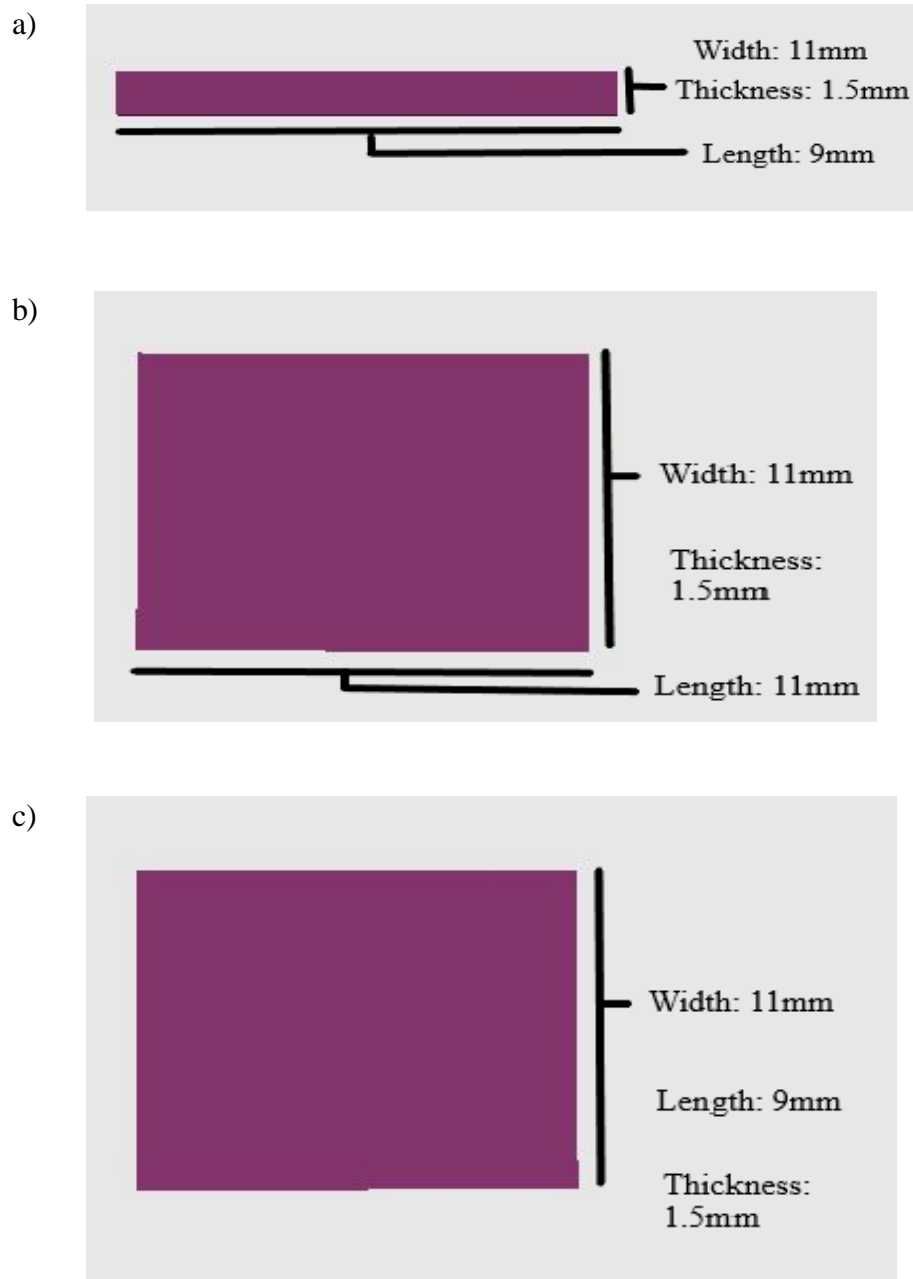 a)
Width: 11mm
Thickness: 1.5mm
Length: 9mm
b)
Width: 11mm
Thickness:
1.5mm
Length: 11mm
c)
Width: 11mm
Length: 9mm
Thickness:
1.5mm